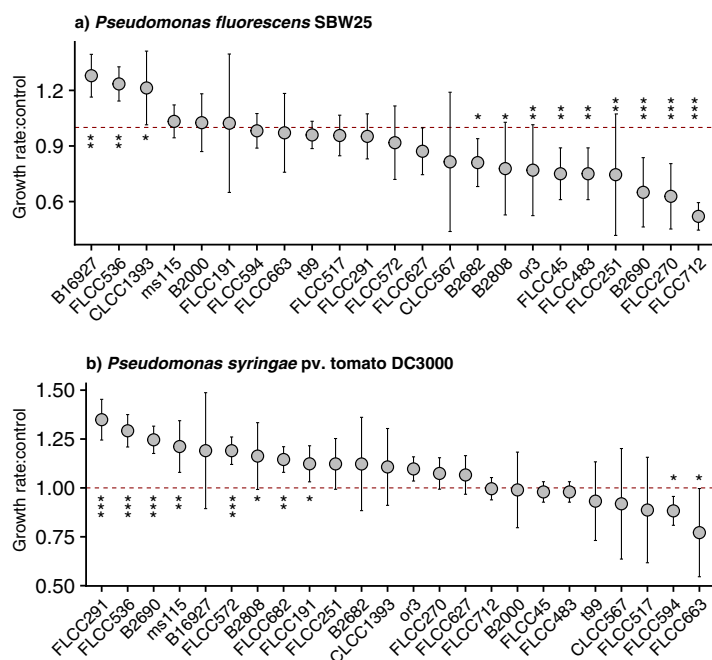 a) Pseudomonas fluorescens SBW25
Growth rate:control
1.2
0.9
0.6
** ** * * * ** ** ** ** *** *** ***
B16927 FLCC536 CLCC1393 ms115 B2000 FLCC191 FLCC594 FLCC663 t99 FLCC517 FLCC291 FLCC572 FLCC627 CLCC567 B2682 B2808 or3 FLCC45 FLCC483 FLCC251 B2690 FLCC270 FLCC712
b) Pseudomonas syringae pv. tomato DC3000
Growth rate:control
1.50
1.25
1.00
0.75
0.50
*** *** *** ** *** * ** * * *
FLCC291 FLCC536 B2690 ms115 B16927 FLCC572 B2808 FLCC682 FLCC191 FLCC251 B2682 CLCC1393 or3 FLCC270 FLCC627 FLCC712 B2000 FLCC45 FLCC483 t99 CLCC567 FLCC517 FLCC594 FLCC663